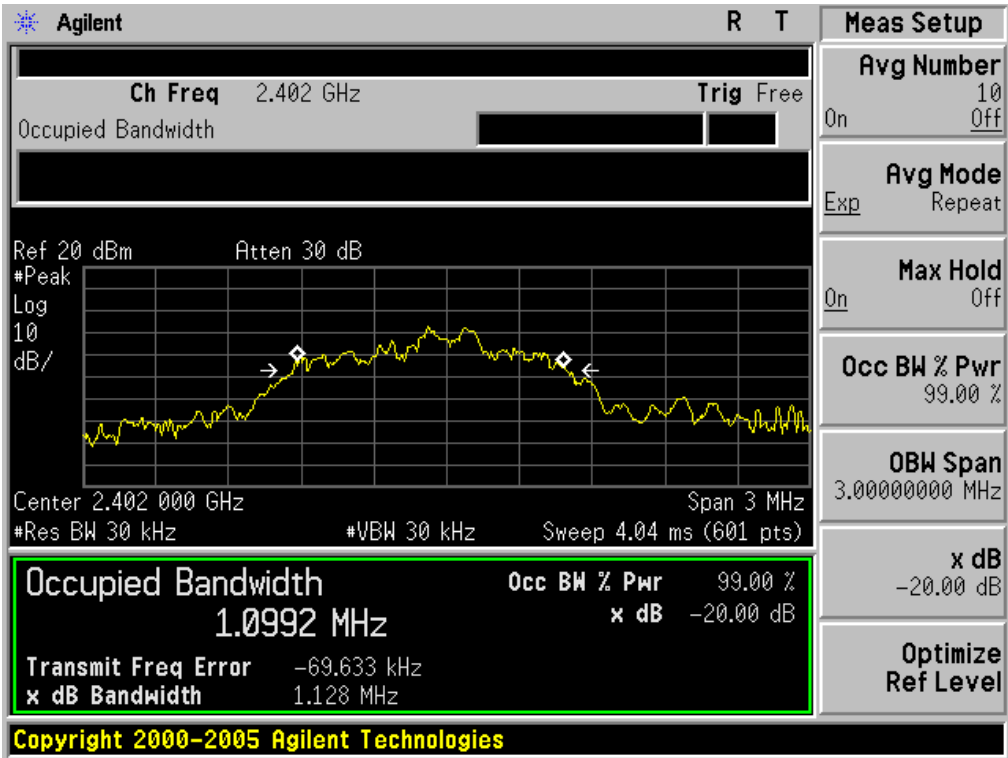 Agilent R T
Ch Freq 2.402 GHz Trig Free
Occupied Bandwidth
Ref 20 dBm Atten 30 dB
#Peak
Log
10
dB/
Center 2.402 000 GHz Span 3 MHz
#Res BW 30 kHz #VBW 30 kHz Sweep 4.04 ms (601 pts)
Occupied Bandwidth Occ BW % Pwr 99.00 %
1.0992 MHz x dB -20.00 dB
Transmit Freq Error -69.633 kHz
x dB Bandwidth 1.128 MHz
Copyright 2000-2005 Agilent Technologies
Meas Setup
Avg Number
10
On Off
Avg Mode
Exp Repeat
Max Hold
On Off
Occ BW % Pwr
99.00 %
OBW Span
3.00000000 MHz
x dB
-20.00 dB
Optimize
Ref Level